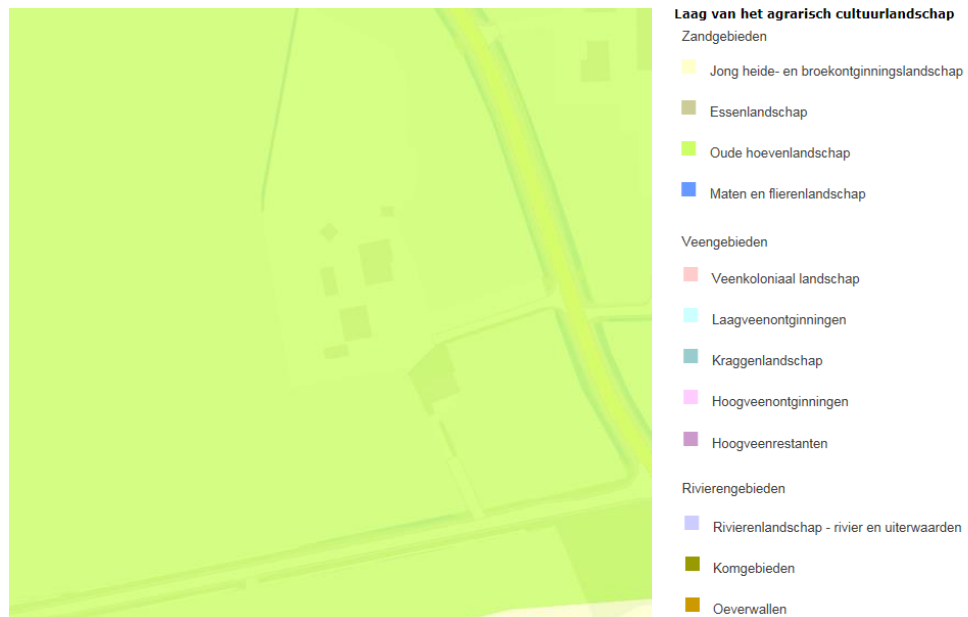 Laag van het agrarisch cultuurlandschap
Zandgebieden
Jong heide- en broekontginningslandschap
Essenlandschap
Oude hoevenlandschap
Maten en flierenlandschap
Veengebieden
Veenkoloniaal landschap
Laagveenontginningen
Kraggenlandschap
Hoogveenontginningen
Hoogveenrestanten
Rivierengebieden
Rivierenlandschap - rivier en uiterwaarden
Komgebieden
Oeverwallen